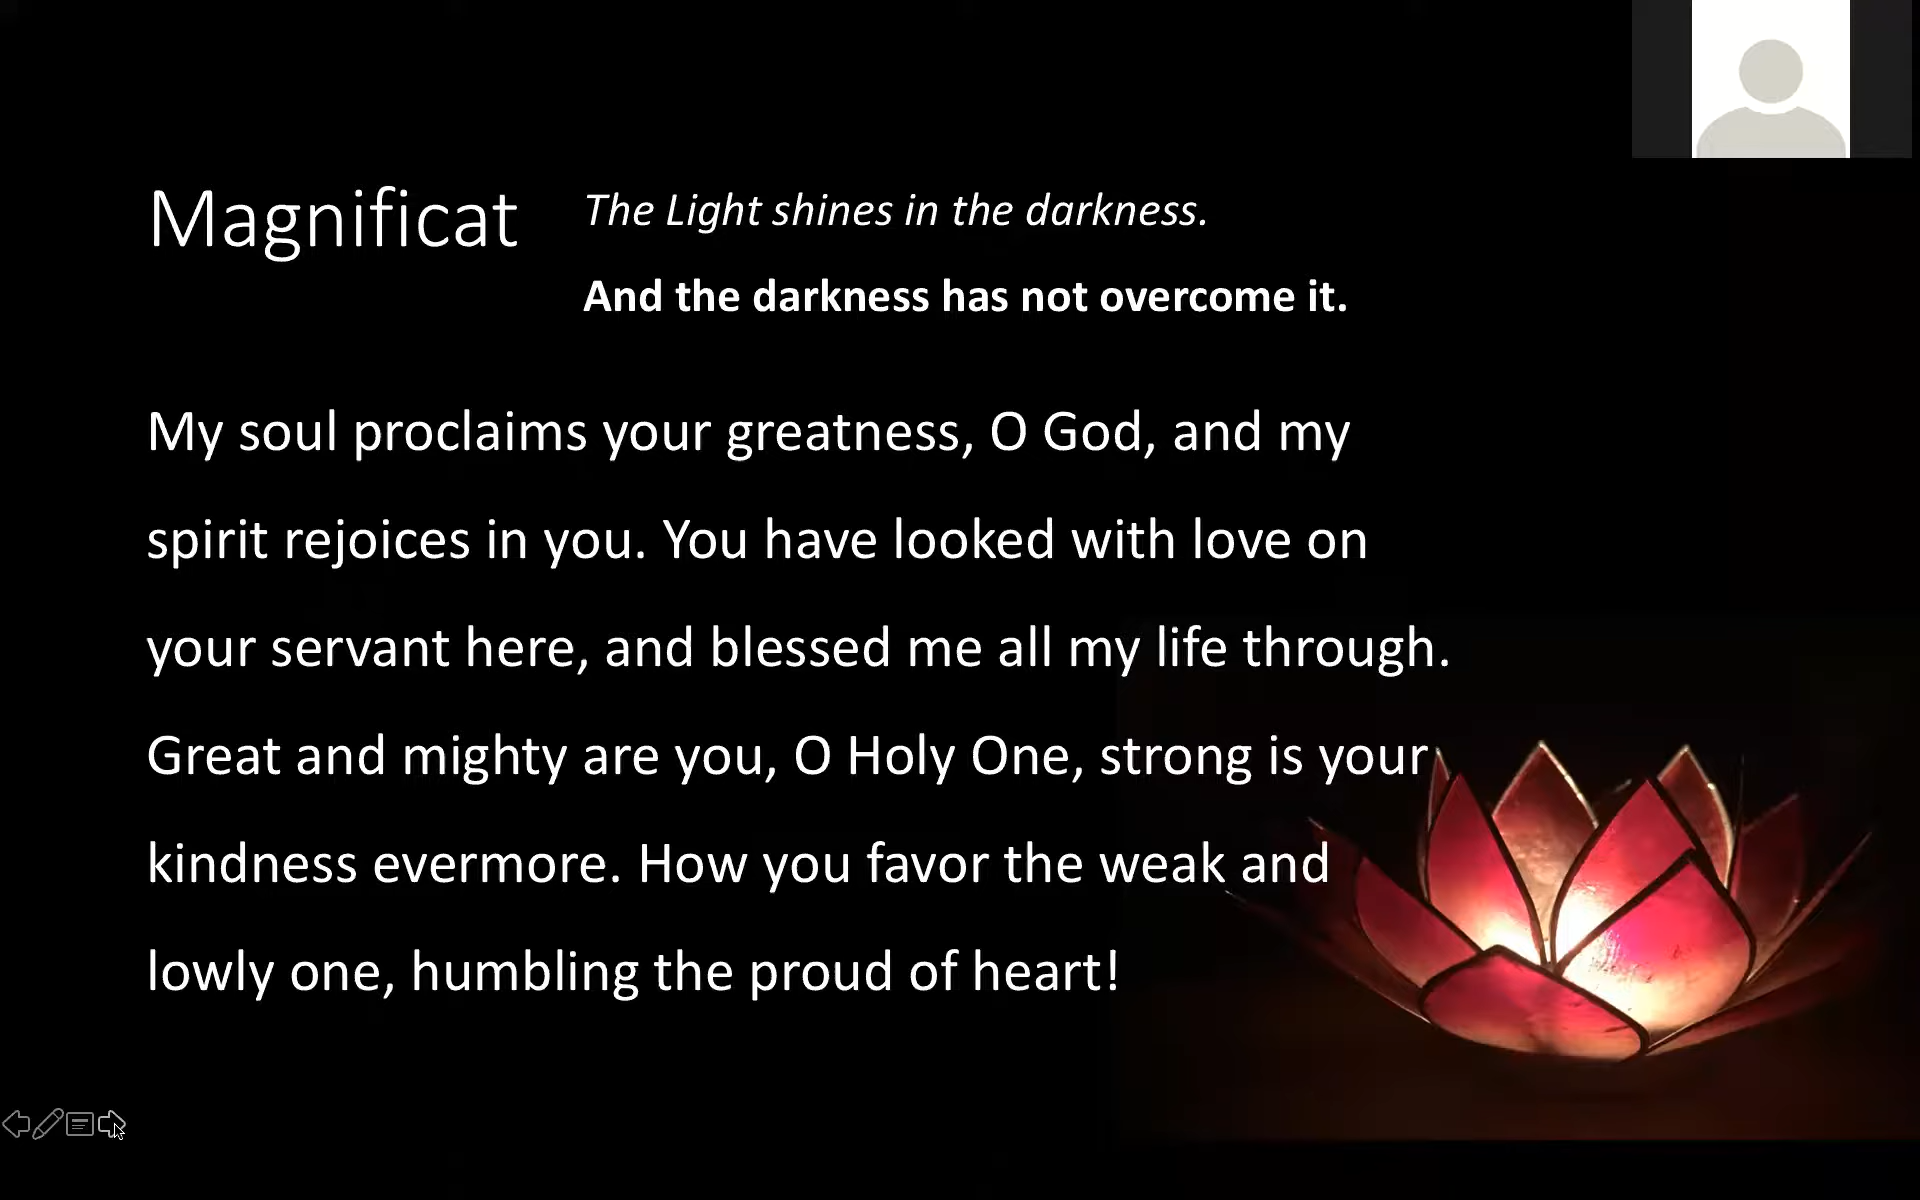 Magnificat
The Light shines in the darkness.
And the darkness has not overcome it.
My soul proclaims your greatness, O God, and my
spirit rejoices in you. You have looked with love on
your servant here, and blessed me all my life through.
Great and mighty are you, O Holy One, strong is your
kindness evermore. How you favor the weak and
lowly one, humbling the proud of heart!